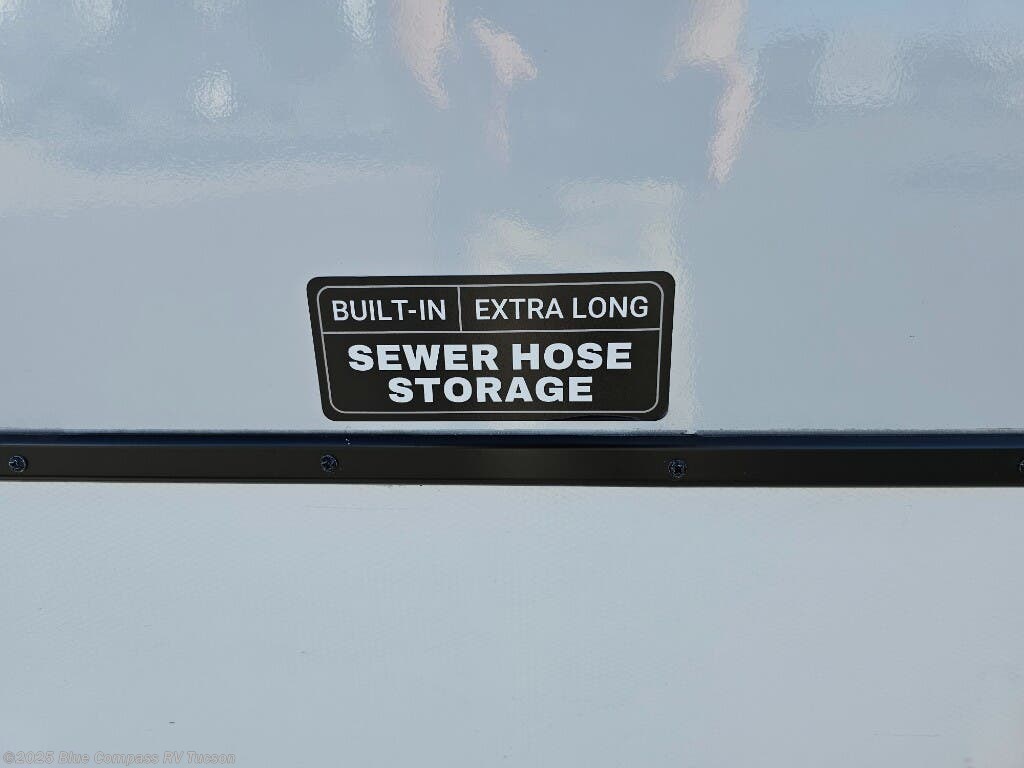 BUILT-IN EXTRA LONG
SEWER HOSE
STORAGE
©2025 Blue Compass RV Tucson